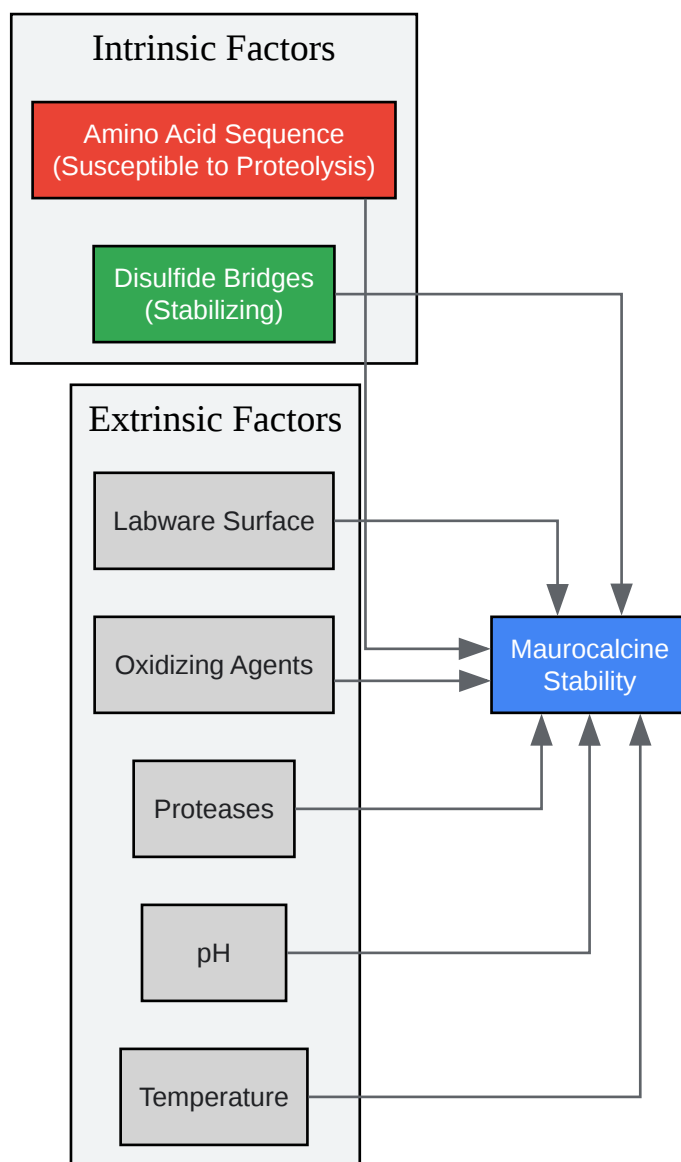 Intrinsic Factors
Amino Acid Sequence
(Susceptible to Proteolysis)
Disulfide Bridges
(Stabilizing)
Extrinsic Factors
Labware Surface
Oxidizing Agents
Maurocalcine
Stability
Proteases
pH
Temperature